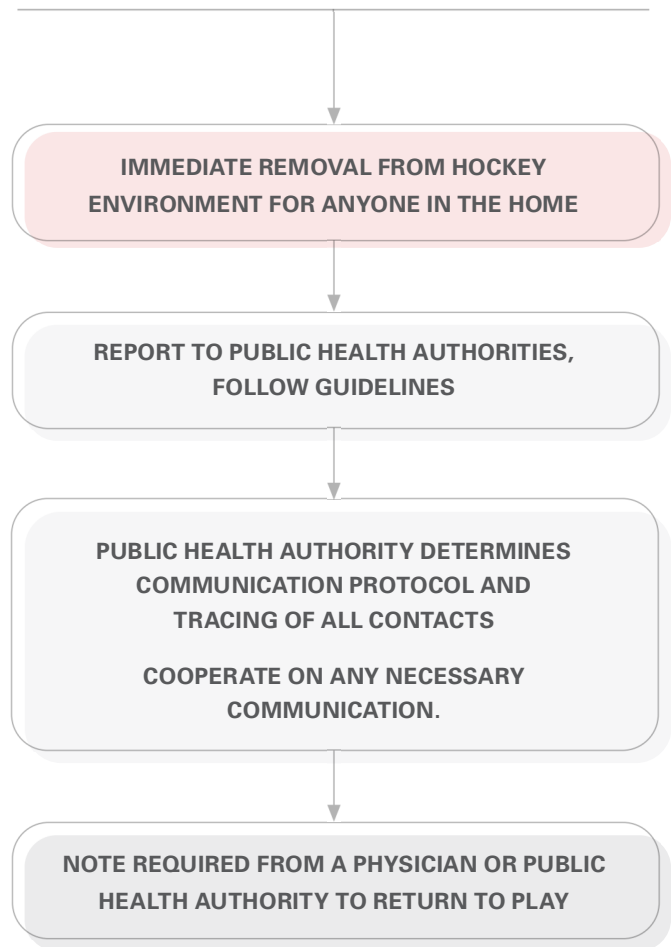 IMMEDIATE REMOVAL FROM HOCKEY
ENVIRONMENT FOR ANYONE IN THE HOME
REPORT TO PUBLIC HEALTH AUTHORITIES,
FOLLOW GUIDELINES
PUBLIC HEALTH AUTHORITY DETERMINES
COMMUNICATION PROTOCOL AND
TRACING OF ALL CONTACTS
COOPERATE ON ANY NECESSARY
COMMUNICATION.
NOTE REQUIRED FROM A PHYSICIAN OR PUBLIC
HEALTH AUTHORITY TO RETURN TO PLAY